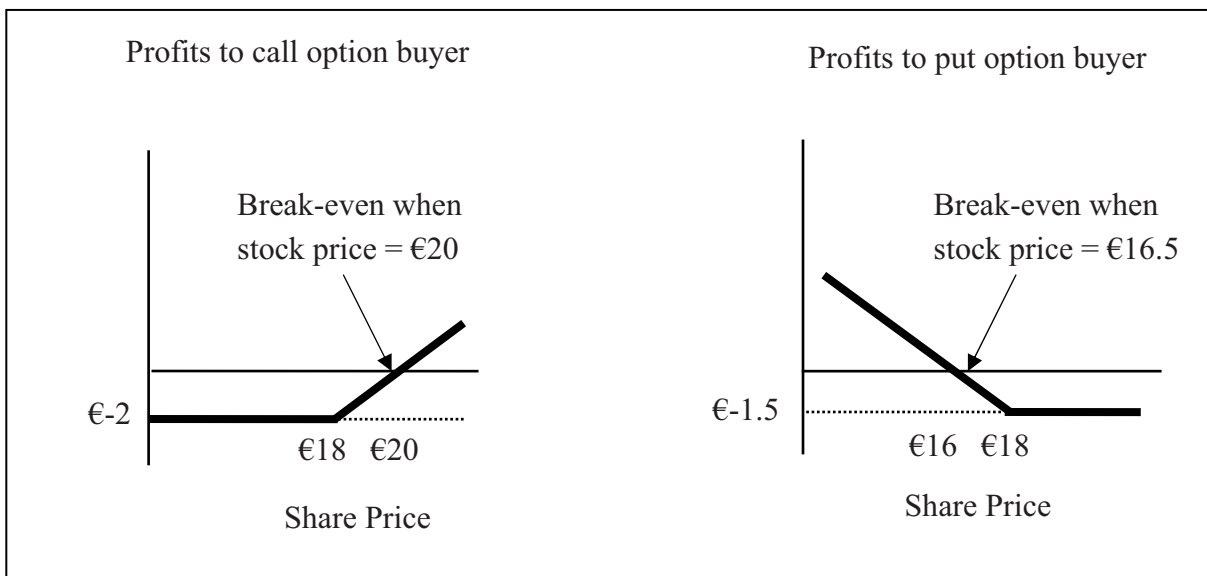 Profits to call option buyer
Break-even when
stock price = €20
€-2
€18 €20
Share Price
Profits to put option buyer
Break-even when
stock price = €16.5
€-1.5
€16 €18
Share Price